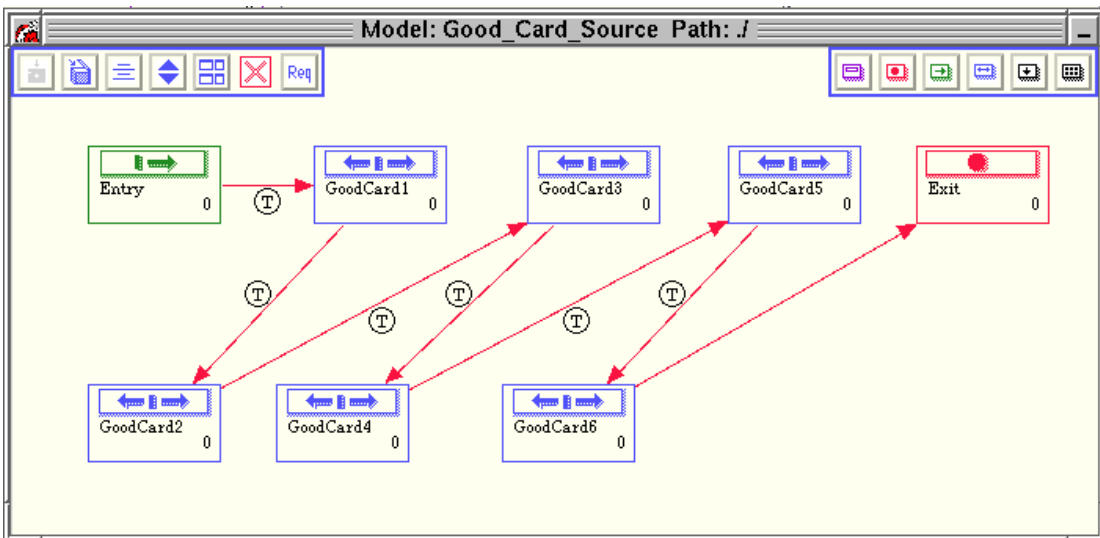 Model: Good_Card_Source Path: ./
Req
Entry
0
T
GoodCard1
0
GoodCard3
0
GoodCard5
0
Exit
0
T
T
T
T
T
GoodCard2
0
GoodCard4
0
GoodCard6
0